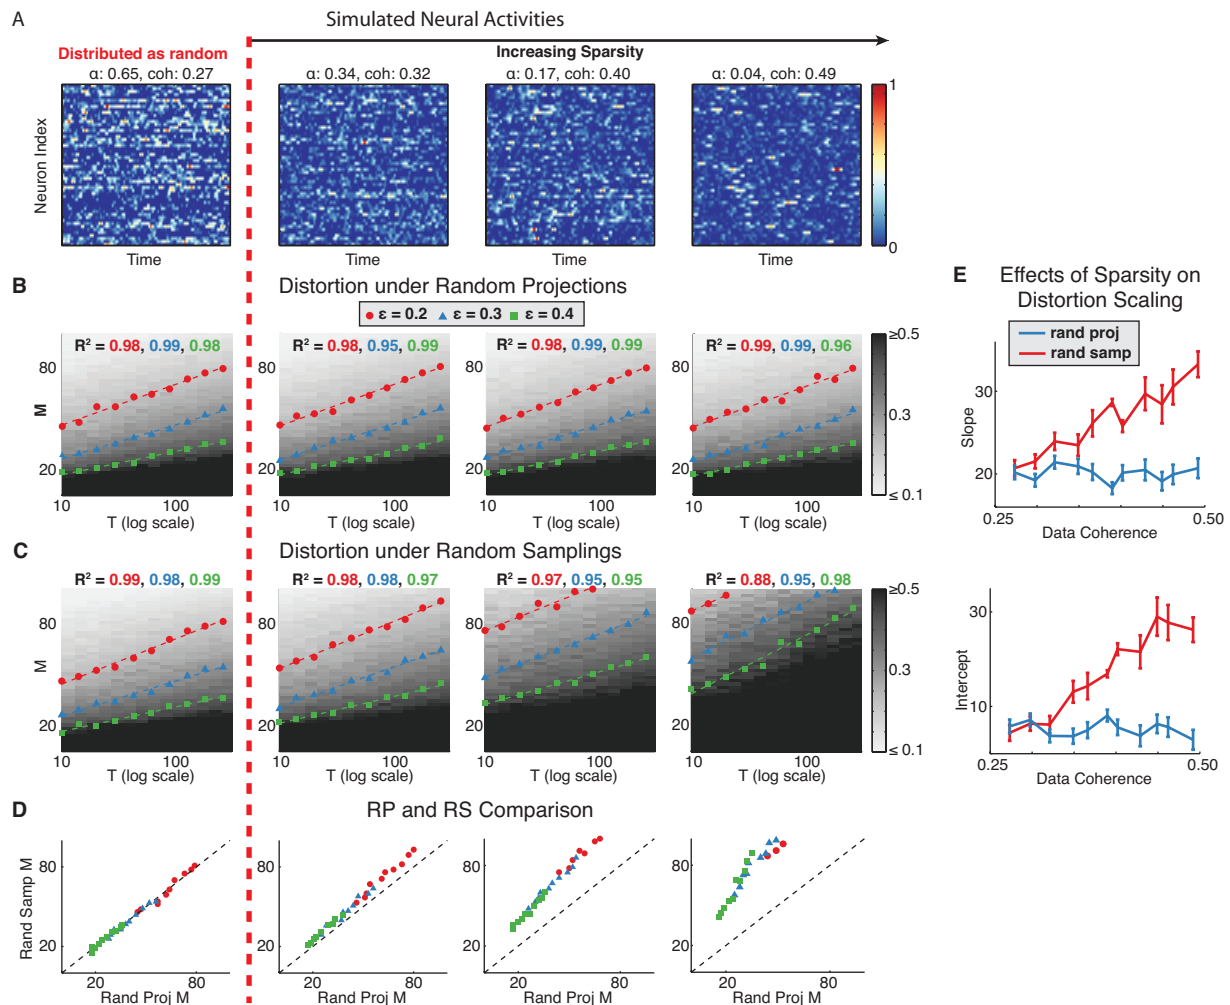 A
Simulated Neural Activities
Distributed as random
Increasing Sparsity
α: 0.65, coh: 0.27
α: 0.34, coh: 0.32
α: 0.17, coh: 0.40
α: 0.04, coh: 0.49
Neuron Index
1
0
Time
Time
Time
Time
B
Distortion under Random Projections
ε = 0.2 ε = 0.3 ε = 0.4
R² = 0.98, 0.99, 0.98
R² = 0.98, 0.95, 0.99
R² = 0.98, 0.99, 0.99
R² = 0.99, 0.99, 0.96
M
80
20
10 100
T (log scale)
80
20
10 100
T (log scale)
80
20
10 100
T (log scale)
80
20
10 100
T (log scale)
≥0.5
0.3
≤ 0.1
C
Distortion under Random Samplings
R² = 0.99, 0.98, 0.99
R² = 0.98, 0.98, 0.97
R² = 0.97, 0.95, 0.95
R² = 0.88, 0.95, 0.98
M
80
20
10 100
T (log scale)
80
20
10 100
T (log scale)
80
20
10 100
T (log scale)
80
20
10 100
T (log scale)
≥0.5
0.3
≤ 0.1
D
RP and RS Comparison
Rand Samp M
80
20
20 80
Rand Proj M
80
20
20 80
Rand Proj M
80
20
20 80
Rand Proj M
80
20
20 80
Rand Proj M
E
Effects of Sparsity on
Distortion Scaling
rand proj
rand samp
Slope
30
20
0.25 0.50
Data Coherence
Intercept
30
10
0.25 0.50
Data Coherence